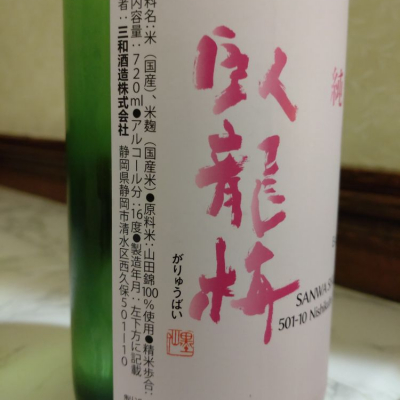 純
臥龍梅
がりゅうばい
料名：米（国産）、米麹（国産米）●原料米：山田錦100％使用●精米歩合：
内容量：720ml●アルコール分：16度●製造年月：左下方に記載
者：三和酒造株式会社 静岡県静岡市清水区西久保501-10
SANWA S
501-10 Nishiku